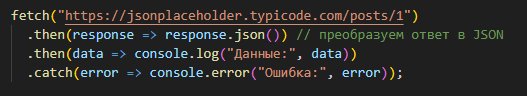 fetch("https://jsonplaceholder.typicode.com/posts/1")
  .then(response => response.json()) // преобразуем ответ в JSON
  .then(data => console.log("Данные:", data))
  .catch(error => console.error("Ошибка:", error));